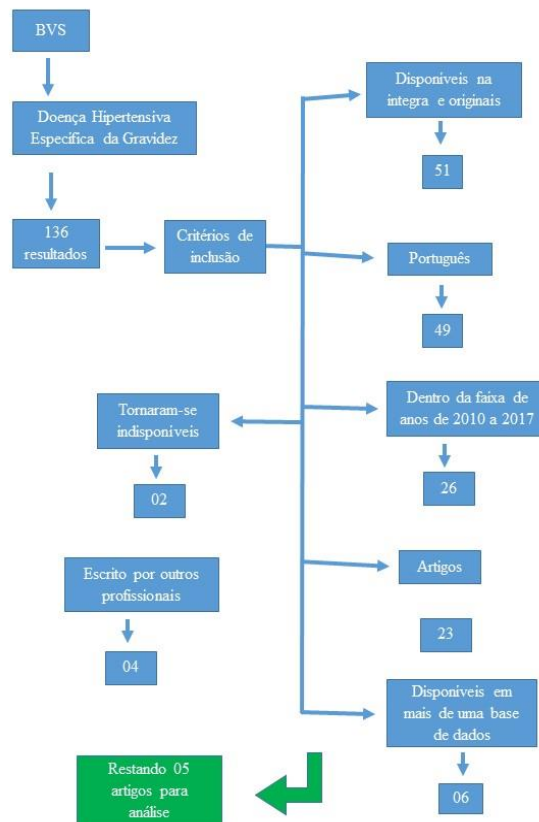 BVS
Doença Hipertensiva
Especifica da Gravidez
136
resultados
Critérios de
inclusão
Disponíveis na
integra e originais
51
Português
49
Dentro da faixa de
anos de 2010 a 2017
26
Artigos
23
Disponíveis em
mais de uma base
de dados
06
Tornaram-se
indisponíveis
02
Escrito por outros
profissionais
04
Restando 05
artigos para
análise